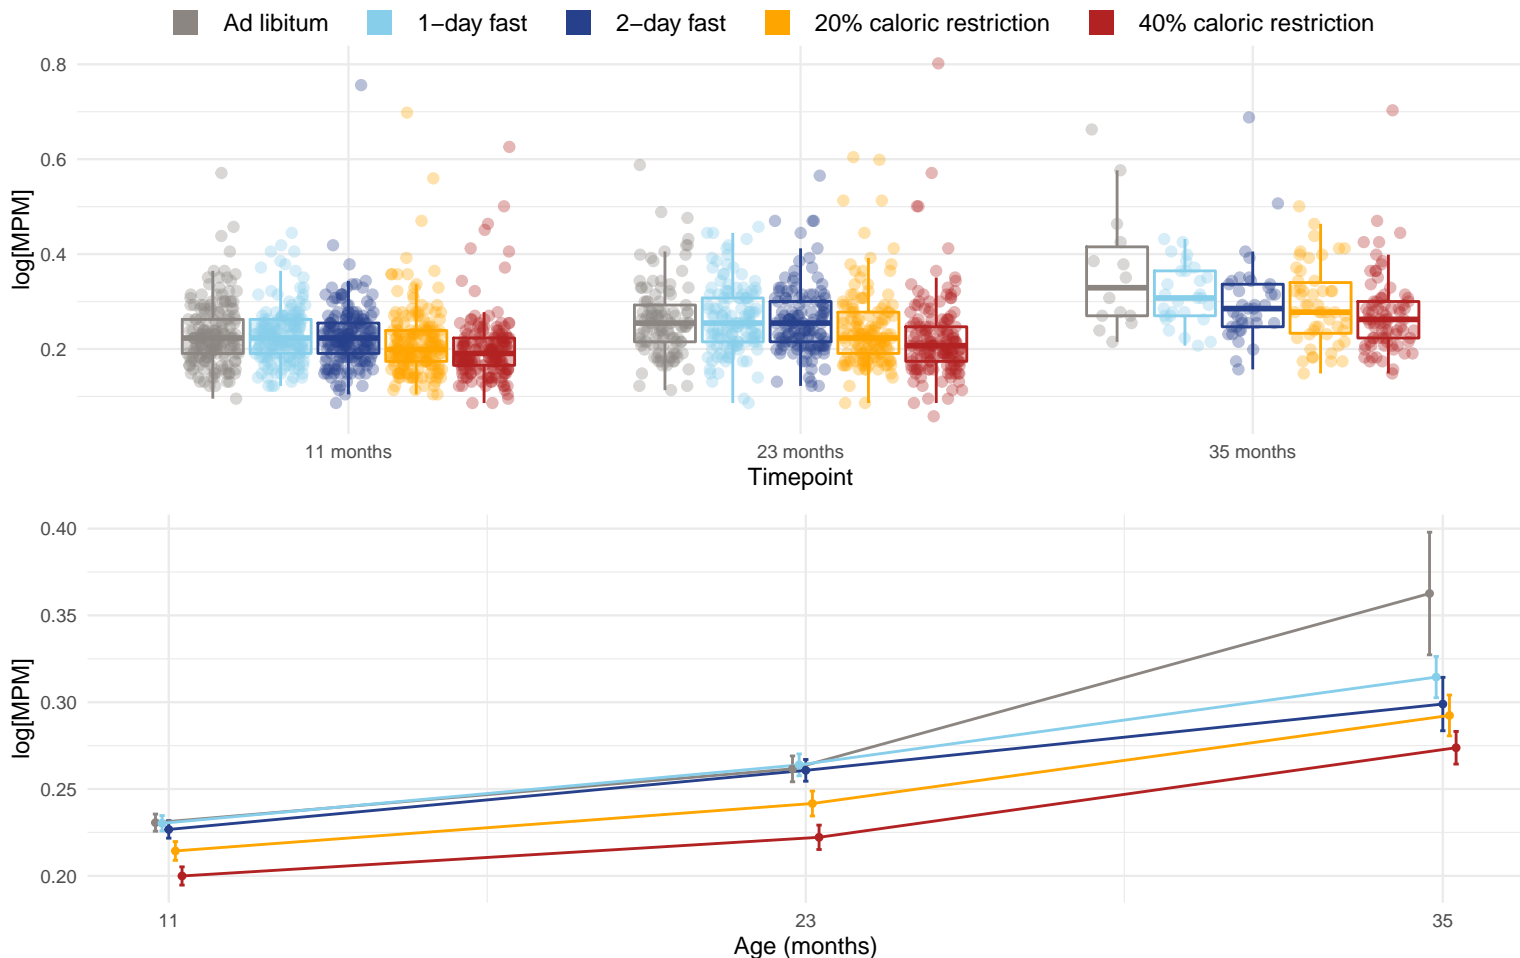 Ad libitum 1−day fast 2−day fast 20% caloric restriction 40% caloric restriction
0.8
0.6
0.4
0.2
log[MPM]
11 months 23 months 35 months
Timepoint
0.40
0.35
0.30
0.25
0.20
log[MPM]
11 23 35
Age (months)